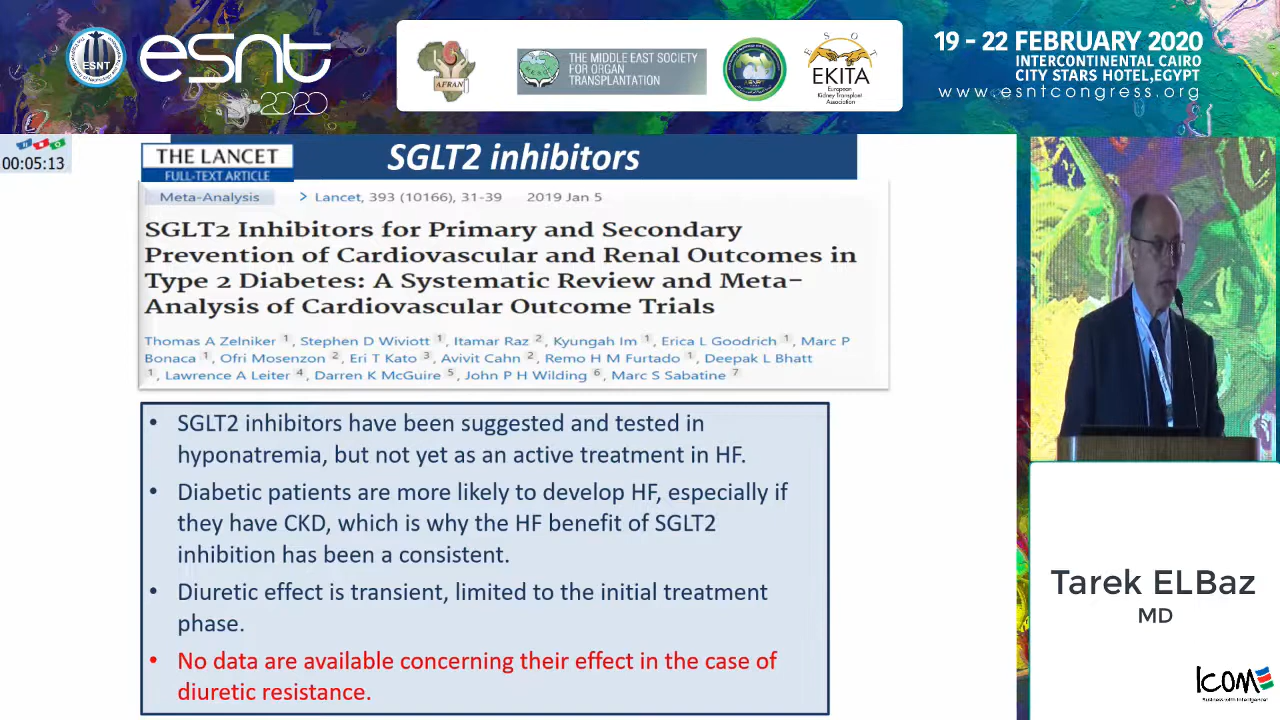 ESNT
esnt
2020
AFRAN
THE MIDDLE EAST SOCIETY
FOR ORGAN
TRANSPLANTATION
ESOT
EKITA
European
Kidney Transplant
Association
19 - 22 FEBRUARY 2020
INTERCONTINENTAL CAIRO
CITY STARS HOTEL,EGYPT
www.esntcongress.org
00:05:13
THE LANCET
FULL-TEXT ARTICLE
SGLT2 inhibitors
Meta-Analysis > Lancet, 393 (10166), 31-39 2019 Jan 5
SGLT2 Inhibitors for Primary and Secondary
Prevention of Cardiovascular and Renal Outcomes in
Type 2 Diabetes: A Systematic Review and Meta-
Analysis of Cardiovascular Outcome Trials
Thomas A Zelniker 1, Stephen D Wiviott 1, Itamar Raz 2, Kyungah Im 1, Erica L Goodrich 1, Marc P
Bonaca 1, Ofri Mosenzon 2, Eri T Kato 3, Avivit Cahn 2, Remo H M Furtado 1, Deepak L Bhatt
1, Lawrence A Leiter 4, Darren K McGuire 5, John P H Wilding 6, Marc S Sabatine 7
• SGLT2 inhibitors have been suggested and tested in
hyponatremia, but not yet as an active treatment in HF.
• Diabetic patients are more likely to develop HF, especially if
they have CKD, which is why the HF benefit of SGLT2
inhibition has been a consistent.
• Diuretic effect is transient, limited to the initial treatment
phase.
• No data are available concerning their effect in the case of
diuretic resistance.
Tarek ELBaz
MD
ICOM